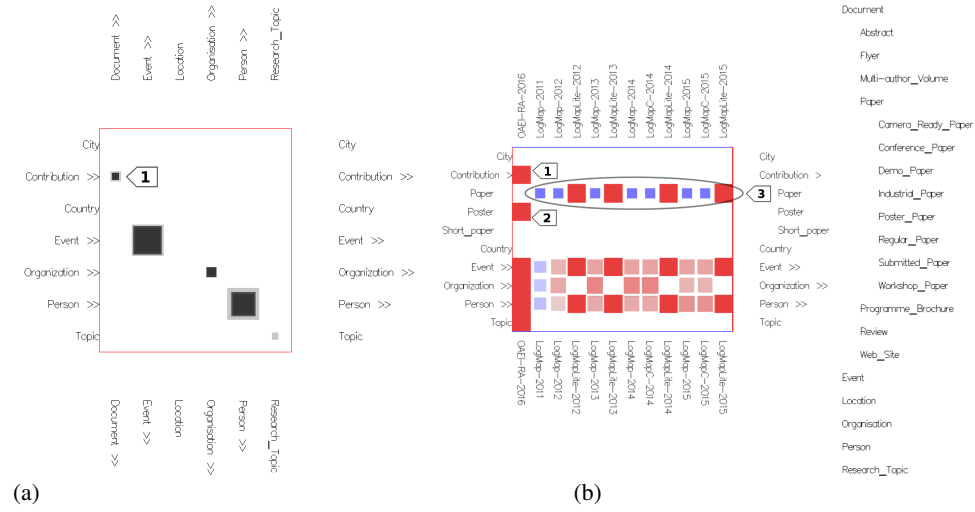 Document >>
Event >>
Location
Organisation >>
Person >>
Research_Topic
City
Contribution >>
Country
Event >>
Organization >>
Person >>
Topic
1
City
Contribution >>
Country
Event >>
Organization >>
Person >>
Topic
Document >>
Event >>
Location
Organisation >>
Person >>
Research_Topic
(a)
OAEI-RA-2016
LogMap-2011
LogMap-2012
LogMapLite-2012
LogMap-2013
LogMapLite-2013
LogMap-2014
LogMapC-2014
LogMapLite-2014
LogMap-2015
LogMapC-2015
LogMapLite-2015
City
Contribution >
Paper
Poster
Short_paper
Country
Event >>
Organization >>
Person >>
Topic
1
2
3
City
Contribution >
Paper
Poster
Short_paper
Country
Event >>
Organization >>
Person >>
Topic
OAEI-RA-2016
LogMap-2011
LogMap-2012
LogMapLite-2012
LogMap-2013
LogMapLite-2013
LogMap-2014
LogMapC-2014
LogMapLite-2014
LogMap-2015
LogMapC-2015
LogMapLite-2015
Document
Abstract
Flyer
Multi-author_Volume
Paper
Camera_Ready_Paper
Conference_Paper
Demo_Paper
Industrial_Paper
Poster_Paper
Regular_Paper
Submitted_Paper
Workshop_Paper
Programme_Brochure
Review
Web_Site
Event
Location
Organisation
Person
Research_Topic
(b)